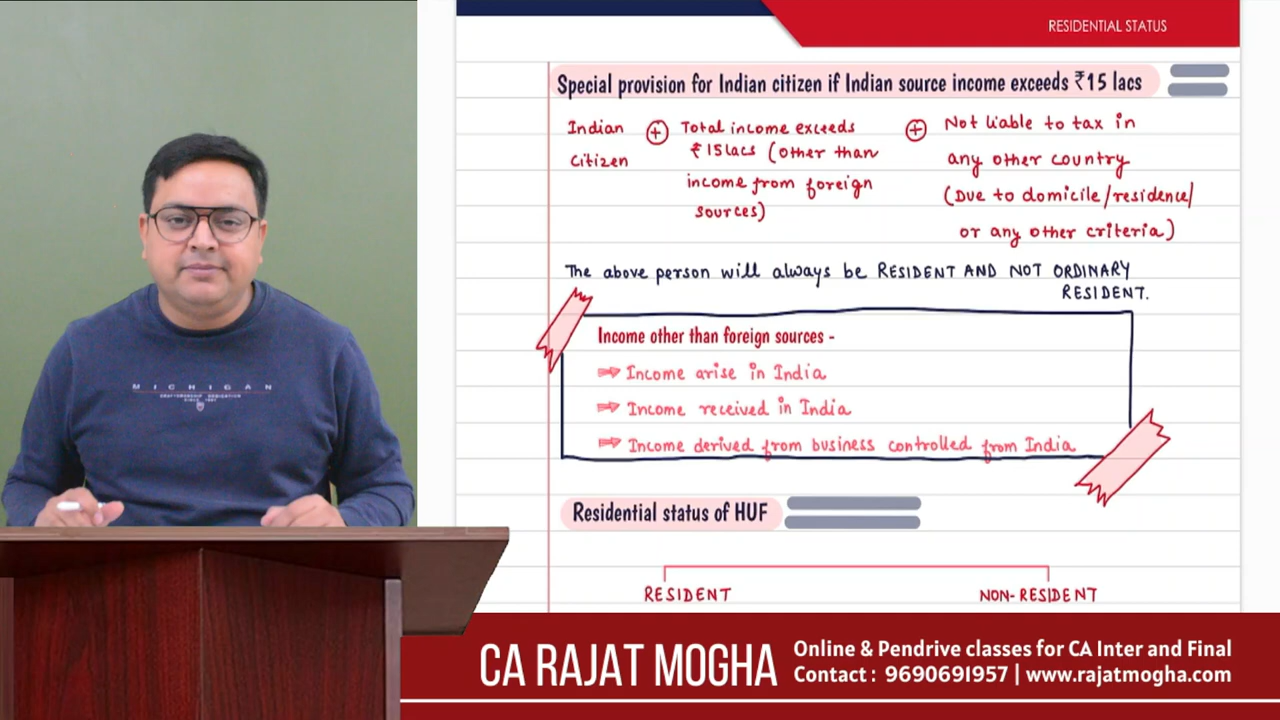 RESIDENTIAL STATUS
Special provision for Indian citizen if Indian source income exceeds ₹15 lacs
Indian Citizen
+
Total income exceeds
₹15lacs (other than
income from foreign
sources)
+
Not liable to tax in
any other country
(Due to domicile/residence/
or any other criteria)
The above person will always be RESIDENT AND NOT ORDINARY
RESIDENT.
Income other than foreign sources -
⇒ Income arise in India
⇒ Income received in India
⇒ Income derived from business controlled from India
Residential status of HUF
RESIDENT
NON-RESIDENT
MICHIGAN
CA RAJAT MOGHA
Online & Pendrive classes for CA Inter and Final
Contact : 9690691957 | www.rajatmogha.com